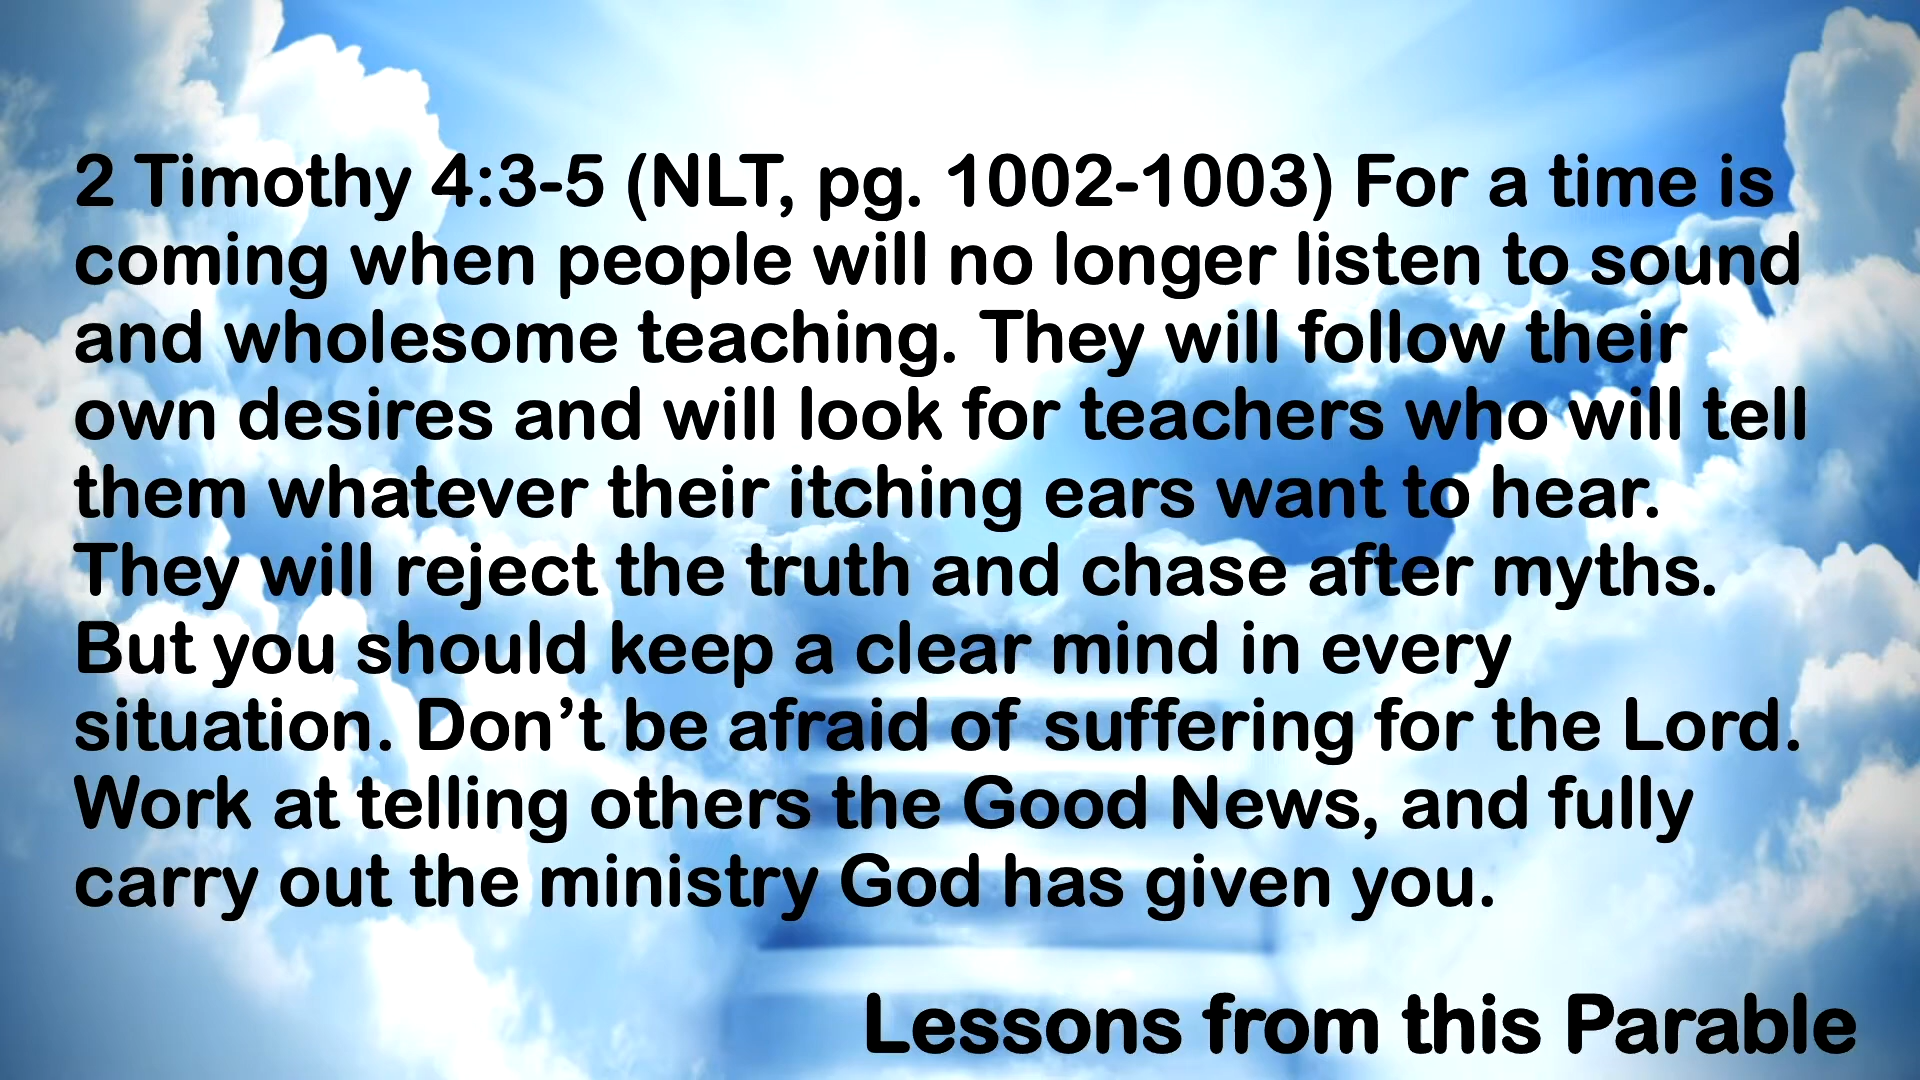 2 Timothy 4:3-5 (NLT, pg. 1002-1003) For a time is
coming when people will no longer listen to sound
and wholesome teaching. They will follow their
own desires and will look for teachers who will tell
them whatever their itching ears want to hear.
They will reject the truth and chase after myths.
But you should keep a clear mind in every
situation. Don’t be afraid of suffering for the Lord.
Work at telling others the Good News, and fully
carry out the ministry God has given you.
Lessons from this Parable